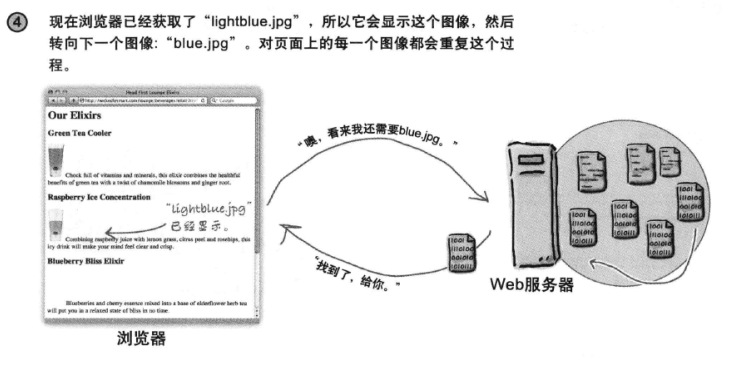 4 现在浏览器已经获取了“lightblue.jpg”，所以它会显示这个图像，然后
转向下一个图像:“blue.jpg”。对页面上的每一个图像都会重复这个过
程。
Head First Lounge Elixirs
Our Elixirs
Green Tea Cooler
Chock full of vitamins and minerals, this elixir combines the healthful
benefits of green tea with a twist of chamomile blossoms and ginger root.
Raspberry Ice Concentration
“lightblue.jpg”
已经显示。
Combining raspberry juice with lemon grass, citrus peel and rosehips, this
icy drink will make your mind feel clear and crisp.
Blueberry Bliss Elixir
Blueberries and cherry essence mixed into a base of elderflower herb tea
will put you in a relaxed state of bliss in no time.
浏览器
“噢，看来我还需要blue.jpg。”
“找到了，给你。”
Web服务器